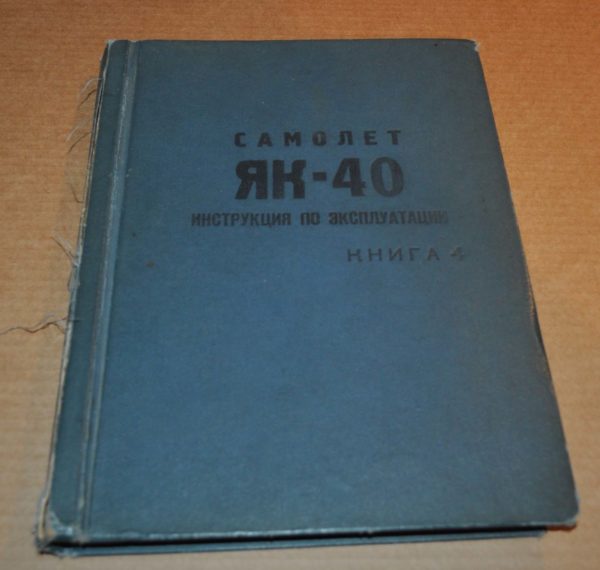 САМОЛЕТ
ЯК-40
ИНСТРУКЦИЯ ПО ЭКСПЛУАТАЦИИ
КНИГА 4